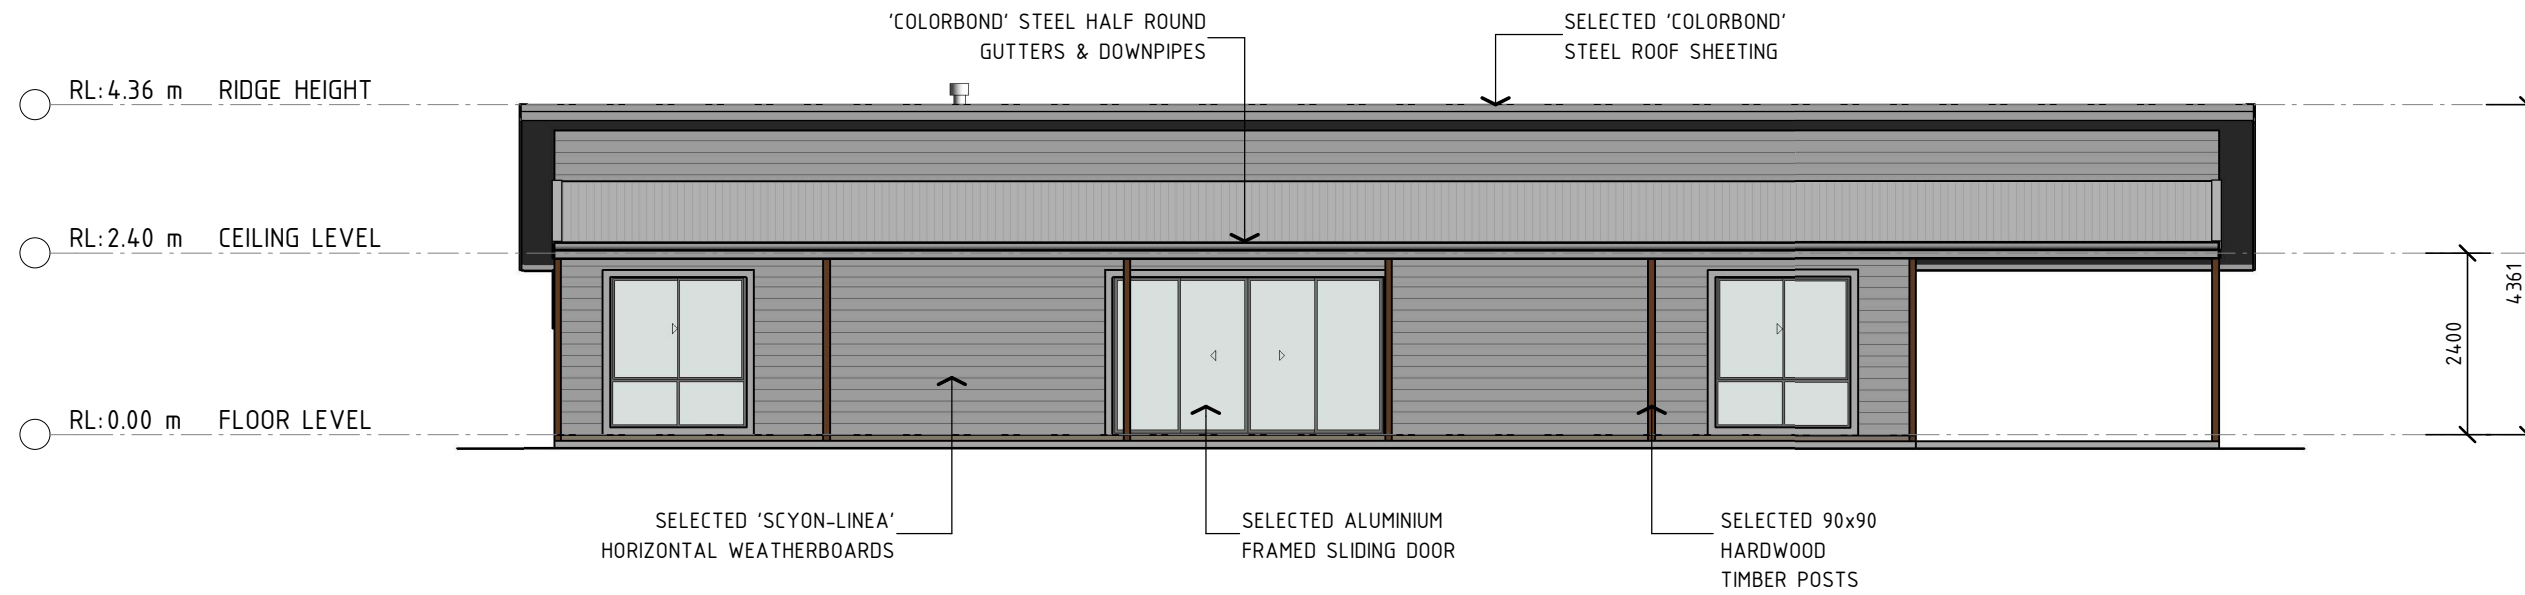 'COLORBOND' STEEL HALF ROUND
GUTTERS & DOWNPIPES
SELECTED 'COLORBOND'
STEEL ROOF SHEETING
RL:4.36 m RIDGE HEIGHT
RL:2.40 m CEILING LEVEL
4361
2400
RL:0.00 m FLOOR LEVEL
SELECTED 'SCYON-LINEA'
HORIZONTAL WEATHERBOARDS
SELECTED ALUMINIUM
FRAMED SLIDING DOOR
SELECTED 90x90
HARDWOOD
TIMBER POSTS